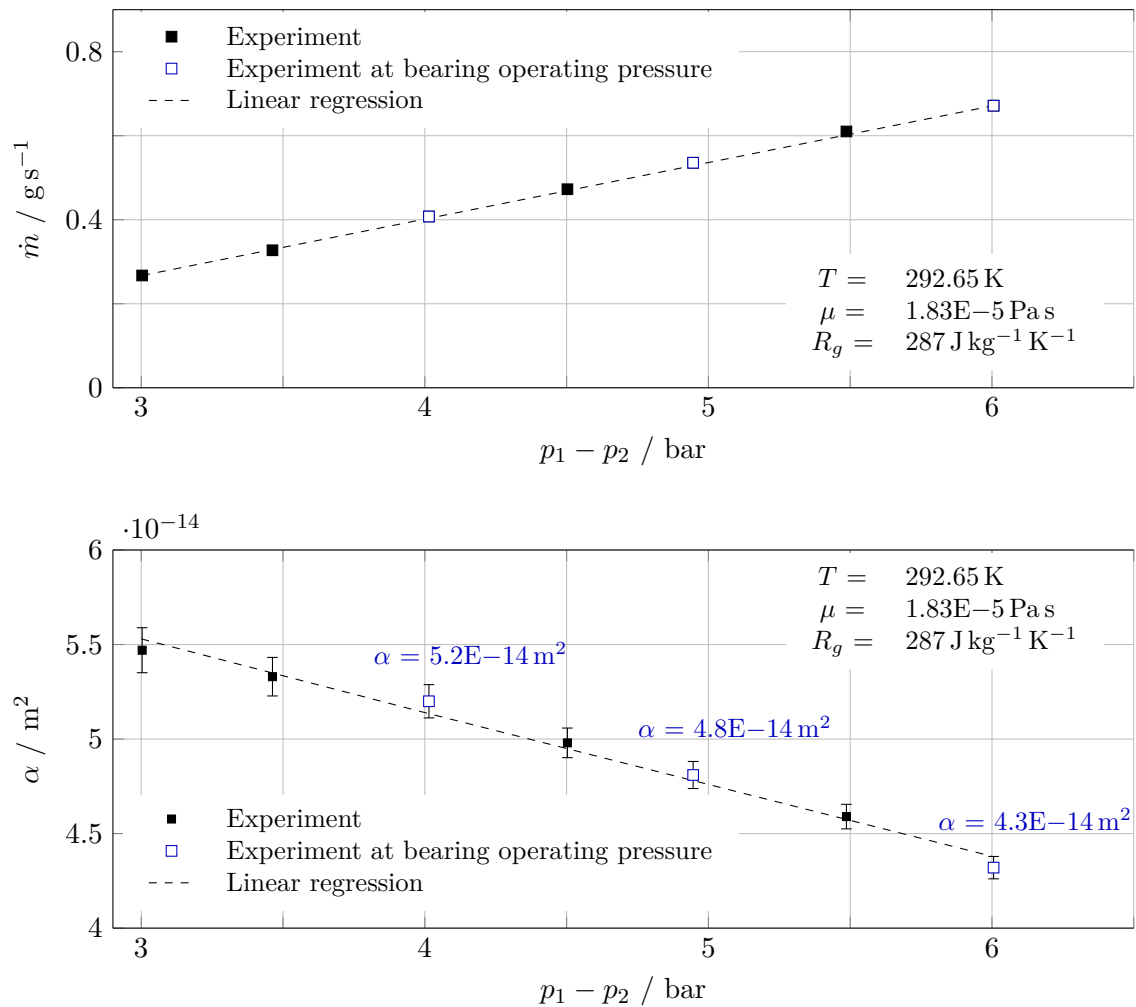 0.8
0.4
0
ṁ / g s⁻¹
Experiment
Experiment at bearing operating pressure
Linear regression
T = 292.65 K
μ = 1.83E−5 Pa s
R_g = 287 J kg⁻¹ K⁻¹
3 4 5 6
p₁ − p₂ / bar
·10⁻¹⁴
6
5.5
5
4.5
4
α / m²
T = 292.65 K
μ = 1.83E−5 Pa s
R_g = 287 J kg⁻¹ K⁻¹
α = 5.2E−14 m²
α = 4.8E−14 m²
α = 4.3E−14 m²
Experiment
Experiment at bearing operating pressure
Linear regression
3 4 5 6
p₁ − p₂ / bar